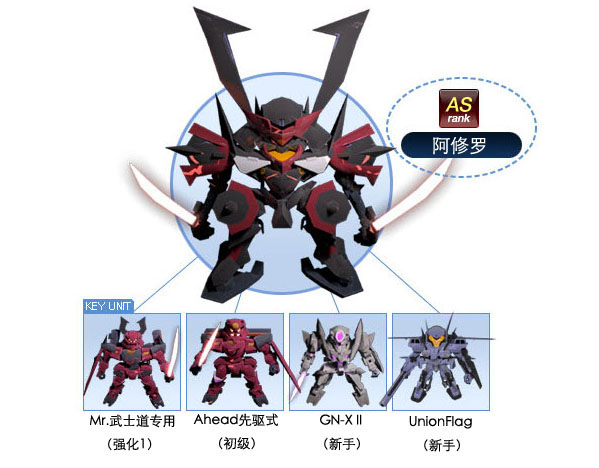 AS
rank
阿修罗
KEY UNIT
Mr.武士道专用
(强化1)
Ahead先驱式
(初级)
GN-X II
(新手)
UnionFlag
(新手)